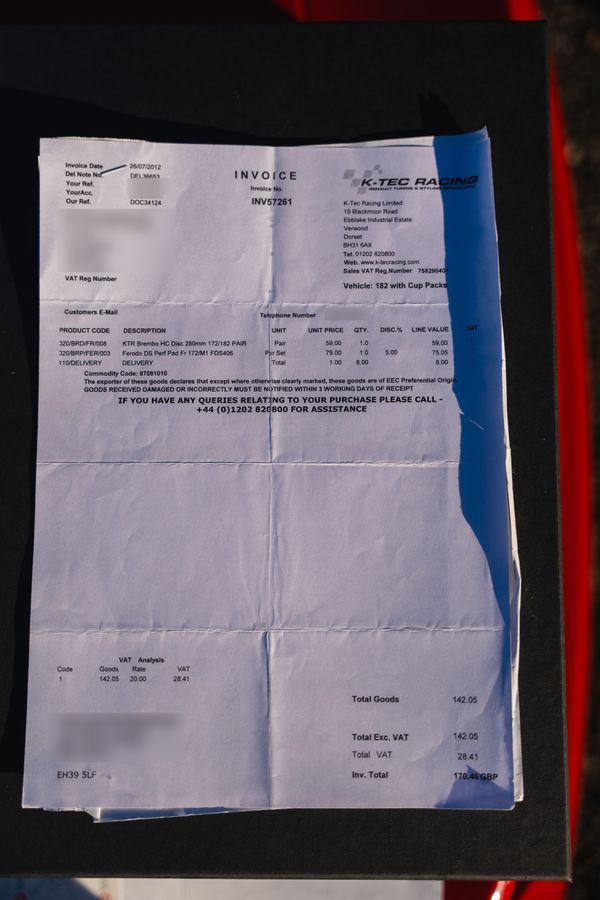 Invoice Date 26/07/2012
Del Note No.
Your Ref.
YourAcc.
Our Ref. DOC34124
VAT Reg Number
INVOICE
Invoice No.
INV57261
K-TEC RACING
RENAULT TUNING & STYLING SPECIALISTS
K-Tec Racing Limited
19 Blackmoor Road
Ebblake Industrial Estate
Verwood
Dorset
BH31 6AX
Tel. 01202 820800
Web. www.k-tecracing.com
Sales VAT Reg.Number 758290401
Vehicle: 182 with Cup Packs
Customers E-Mail Telephone Number
PRODUCT CODE DESCRIPTION UNIT UNIT PRICE QTY. DISC.% LINE VALUE VAT
320/BRD/FR/008 KTR Brembo HC Disc 280mm 172/182 PAIR Pair 59.00 1.0 59.00 1
320/BRP/FER/003 Ferodo DS Perf Pad Fr 172/M1 FDS406 Per Set 79.00 1.0 5.00 75.05 1
110/DELIVERY DELIVERY Total 1.00 8.00 8.00 1
Commodity Code: 87081010
The exporter of these goods declares that except where otherwise clearly marked, these goods are of EEC Preferential Origin.
GOODS RECEIVED DAMAGED OR INCORRECTLY MUST BE NOTIFIED WITHIN 3 WORKING DAYS OF RECEIPT
IF YOU HAVE ANY QUERIES RELATING TO YOUR PURCHASE PLEASE CALL -
+44 (0)1202 820800 FOR ASSISTANCE
VAT Analysis
Code Goods Rate VAT
1 142.05 20.00 28.41
Total Goods 142.05
Total Exc. VAT 142.05
Total VAT 28.41
Inv. Total 170.46 GBP
EH39 5LF